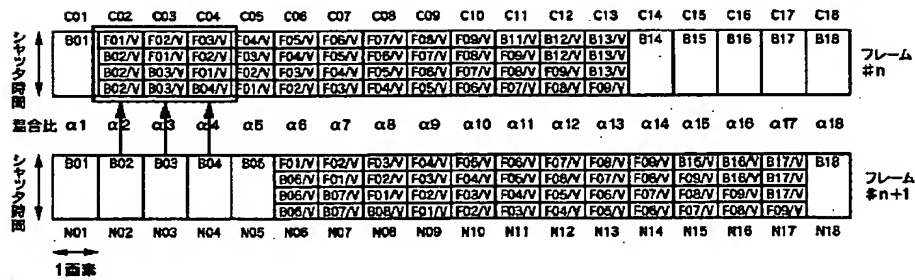 C01 C02 C03 C04 C05 C06 C07 C08 C09 C10 C11 C12 C13 C14 C15 C16 C17 C18
シャッタ時間
B01 F01/V F02/V F03/V F04/V F05/V F06/V F07/V F08/V F09/V B11/V B12/V B13/V B14 B15 B16 B17 B18
B02/V F01/V F02/V F03/V F04/V F05/V F06/V F07/V F08/V F09/V B12/V B13/V
B02/V B03/V F01/V F02/V F03/V F04/V F05/V F06/V F07/V F08/V F09/V B13/V
B02/V B03/V B04/V F01/V F02/V F03/V F04/V F05/V F06/V F07/V F08/V F09/V
フレーム
#n
混合比 α1 α2 α3 α4 α5 α6 α7 α8 α9 α10 α11 α12 α13 α14 α15 α16 α17 α18
シャッタ時間
B01 B02 B03 B04 B05 F01/V F02/V F03/V F04/V F05/V F06/V F07/V F08/V F09/V B15/V B16/V B17/V B18
B06/V F01/V F02/V F03/V F04/V F05/V F06/V F07/V F08/V F09/V B16/V B17/V
B06/V B07/V F01/V F02/V F03/V F04/V F05/V F06/V F07/V F08/V F09/V B17/V
B06/V B07/V B08/V F01/V F02/V F03/V F04/V F05/V F06/V F07/V F08/V F09/V
フレーム
#n+1
N01 N02 N03 N04 N05 N06 N07 N08 N09 N10 N11 N12 N13 N14 N15 N16 N17 N18
1画素